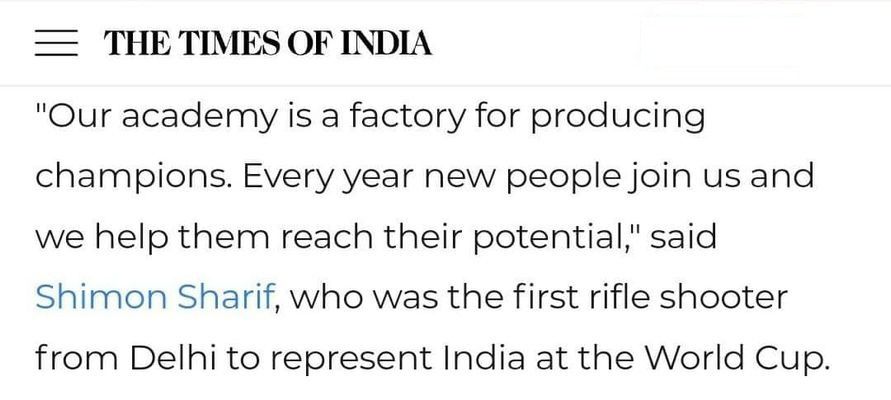 THE TIMES OF INDIA
"Our academy is a factory for producing
champions. Every year new people join us and
we help them reach their potential," said
Shimon Sharif, who was the first rifle shooter
from Delhi to represent India at the World Cup.